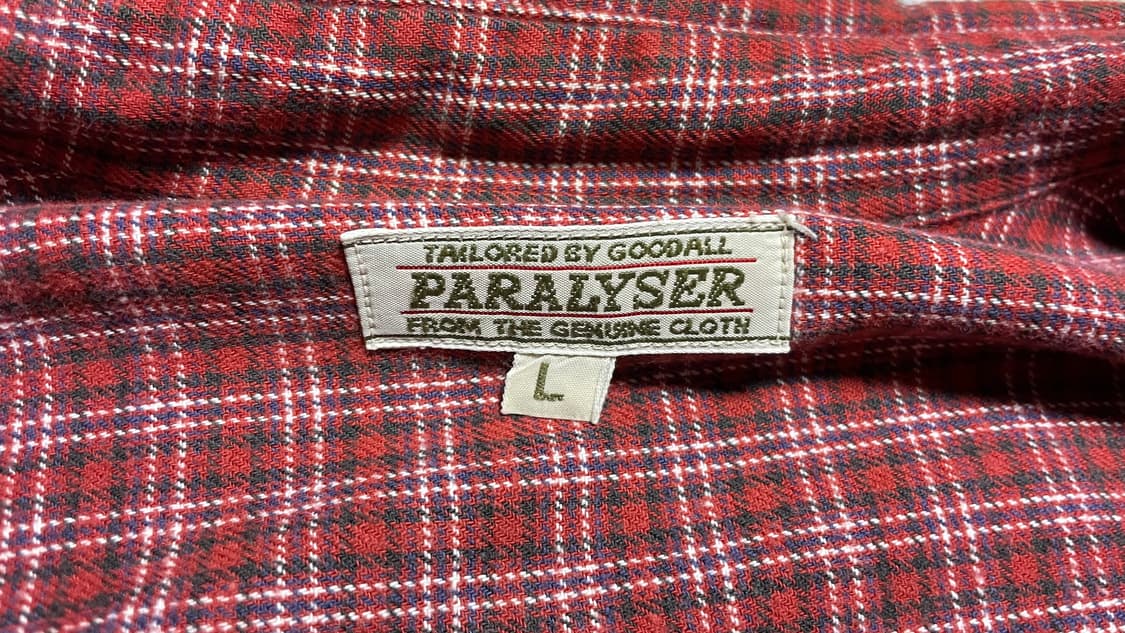 TAILORED BY GOODALL
PARALYSER
FROM THE GENUINE CLOTH
L